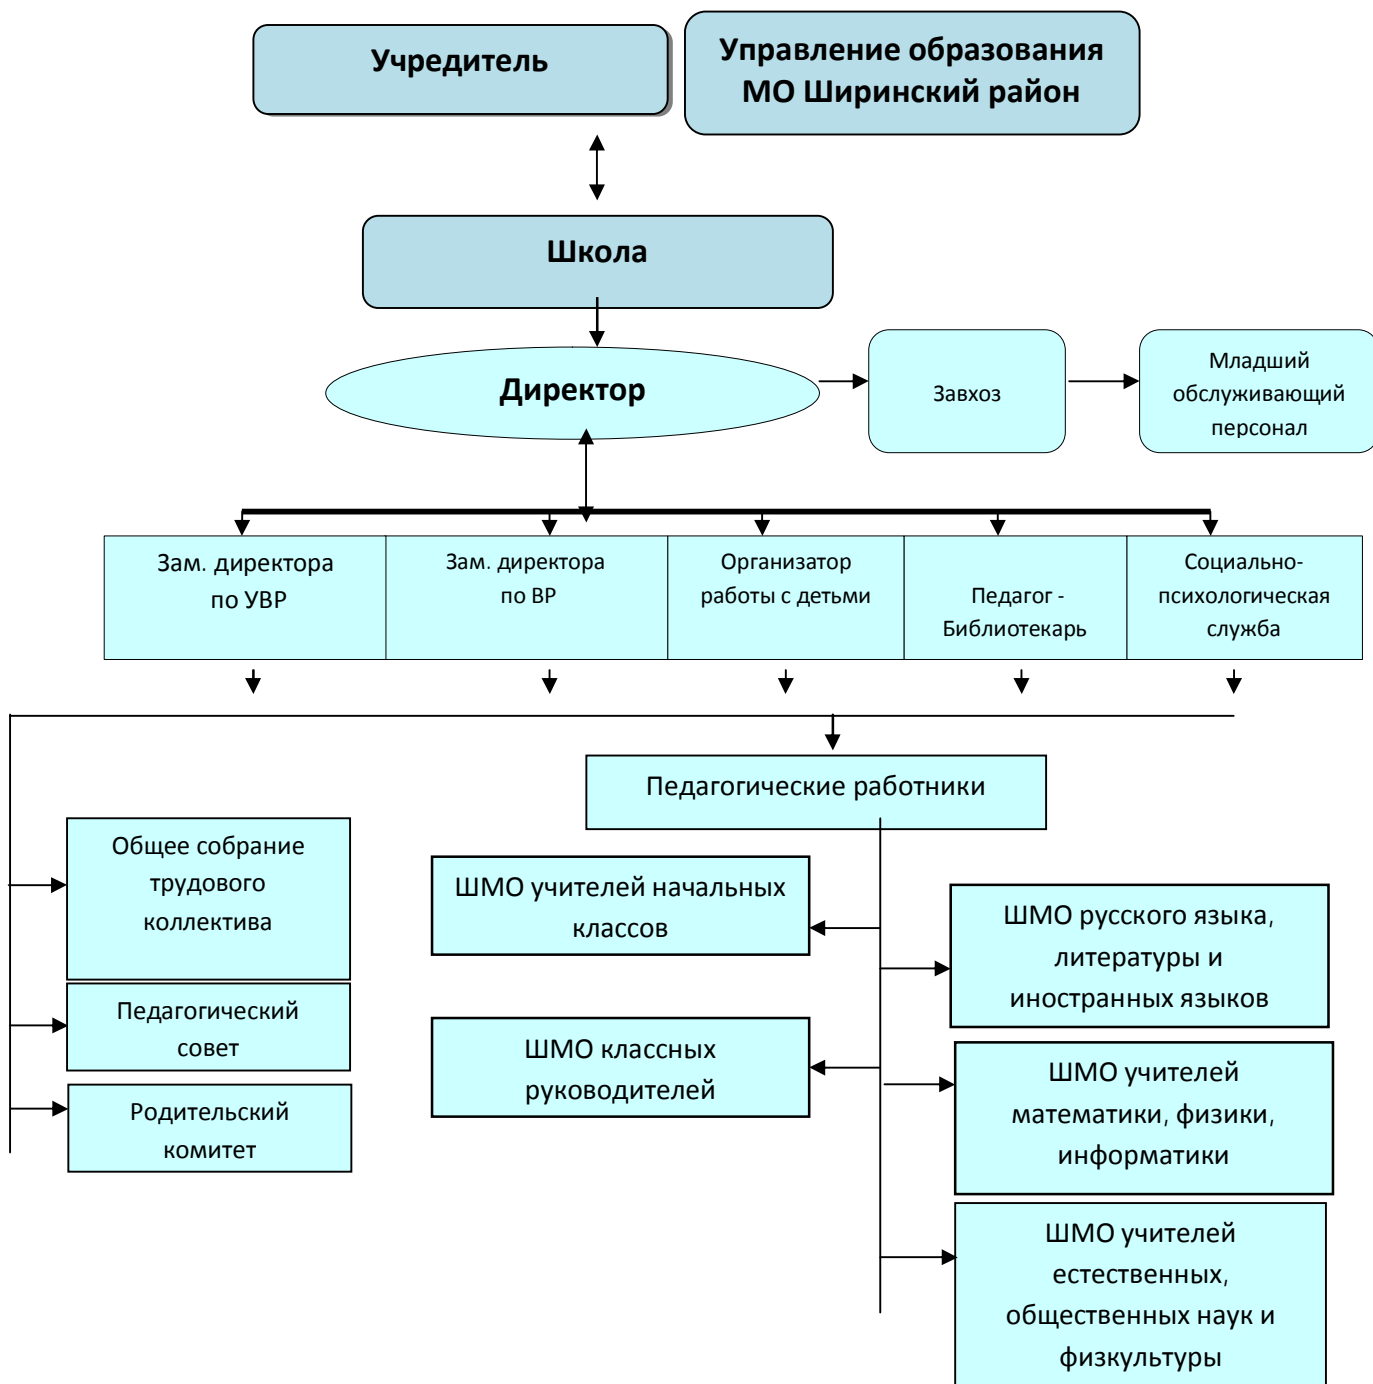 Учредитель
Управление образования
МО Ширинский район
Школа
Директор
Завхоз
Младший
обслуживающий
персонал
Зам. директора
по УВР
Зам. директора
по ВР
Организатор
работы с детьми
Педагог -
Библиотекарь
Социально-
психологическая
служба
Педагогические работники
Общее собрание
трудового
коллектива
Педагогический
совет
Родительский
комитет
ШМО учителей начальных
классов
ШМО классных
руководителей
ШМО русского языка,
литературы и
иностранных языков
ШМО учителей
математики, физики,
информатики
ШМО учителей
естественных,
общественных наук и
физкультуры